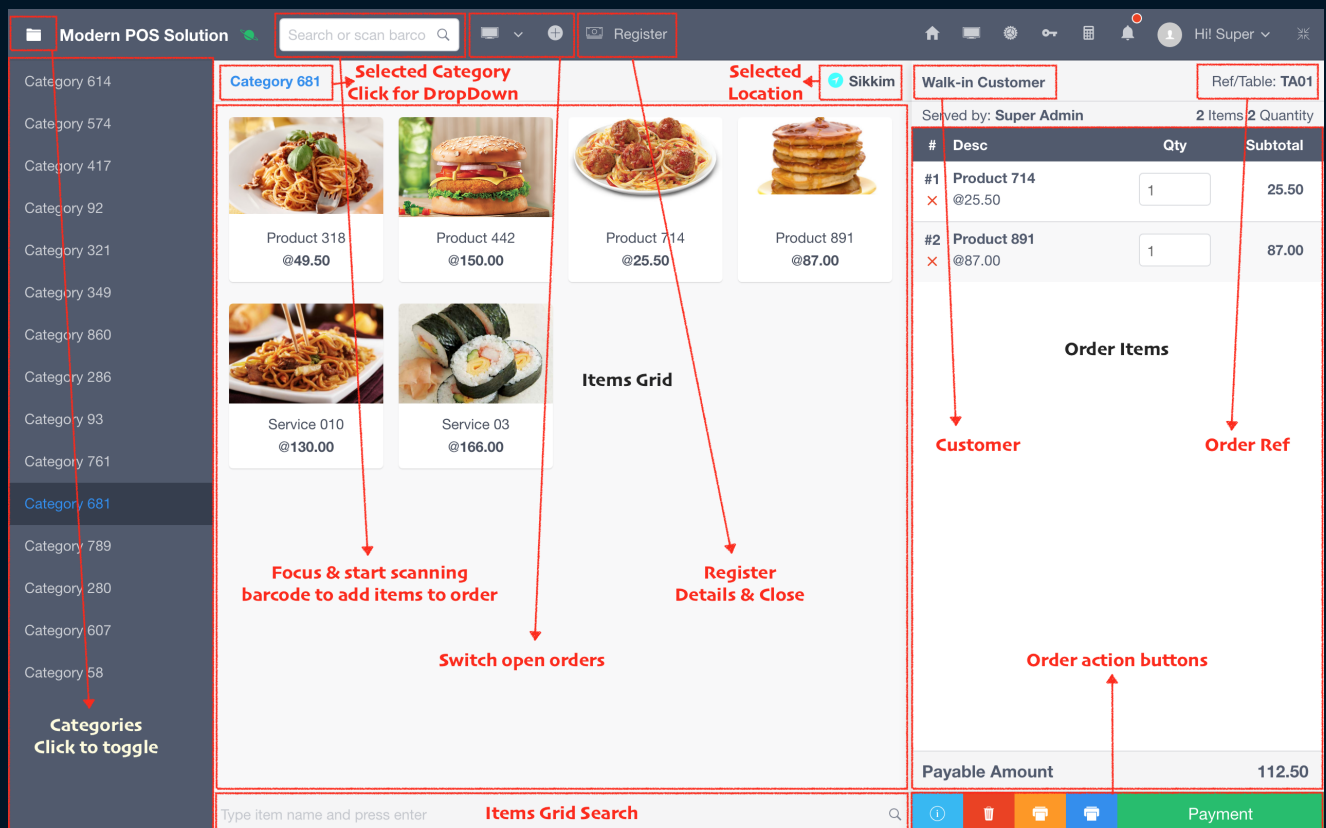 Modern POS Solution
Search or scan barco
Register
Hi! Super
Category 614
Category 574
Category 417
Category 92
Category 321
Category 349
Category 860
Category 286
Category 93
Category 761
Category 681
Category 789
Category 280
Category 607
Category 58
Categories
Click to toggle
Category 681
Selected Category
Click for DropDown
Selected
Location
Sikkim
Product 318
@49.50
Product 442
@150.00
Product 714
@25.50
Product 891
@87.00
Service 010
@130.00
Service 03
@166.00
Items Grid
Focus & start scanning
barcode to add items to order
Register
Details & Close
Switch open orders
Type item name and press enter
Items Grid Search
Walk-in Customer
Ref/Table: TA01
Served by: Super Admin
2 Items 2 Quantity
# Desc Qty Subtotal
#1 Product 714 1 25.50
@25.50
#2 Product 891 1 87.00
@87.00
Order Items
Customer
Order Ref
Order action buttons
Payable Amount 112.50
Payment